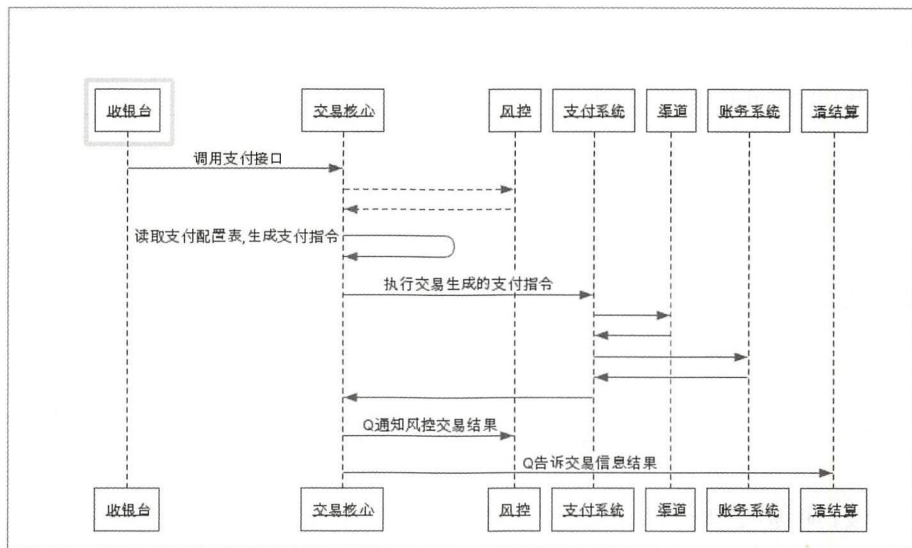 收银台 交易核心 风控 支付系统 渠道 账务系统 清结算
调用支付接口
读取支付配置表,生成支付指令
执行交易生成的支付指令
Q通知风控交易结果
Q告诉交易信息结果
收银台 交易核心 风控 支付系统 渠道 账务系统 清结算